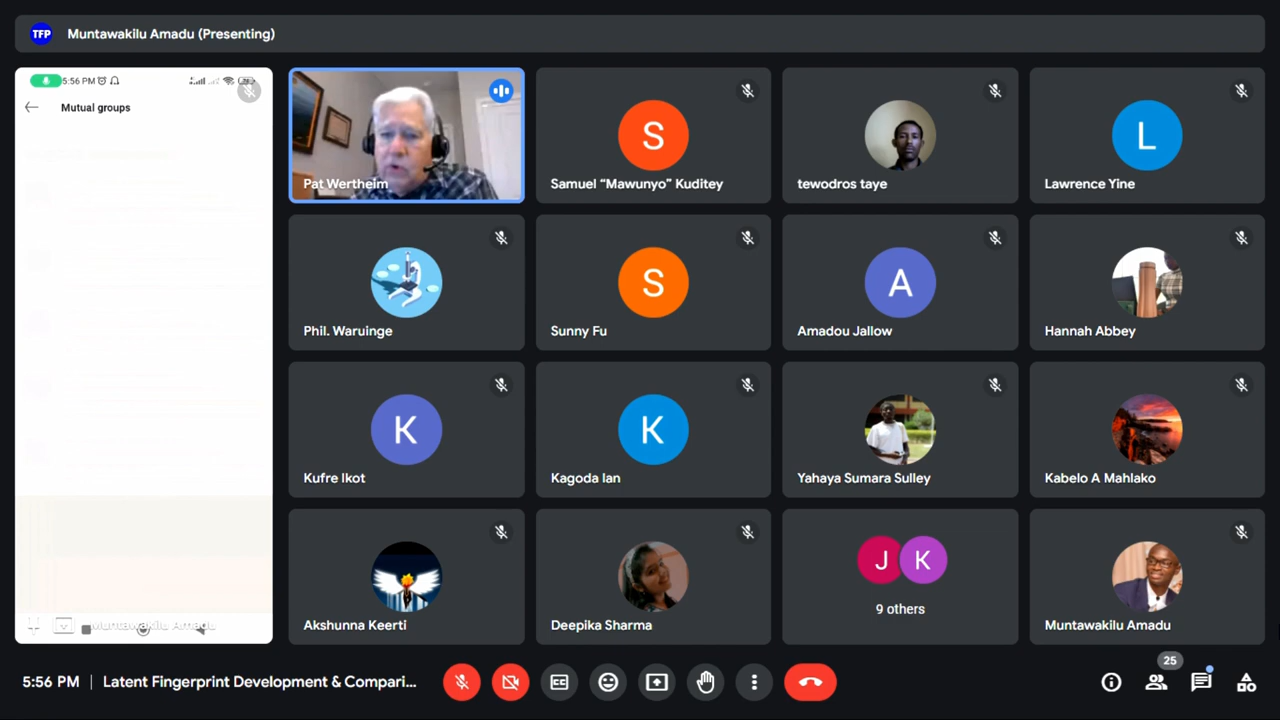 TFP Muntawakilu Amadu (Presenting)
5:56 PM
Mutual groups
Muntawakilu Amadu
Pat Wertheim
S
Samuel “Mawunyo” Kuditey
tewodros taye
L
Lawrence Yine
Phil. Waruinge
S
Sunny Fu
A
Amadou Jallow
Hannah Abbey
K
Kufre Ikot
K
Kagoda Ian
Yahaya Sumara Sulley
Kabelo A Mahlako
Akshunna Keerti
Deepika Sharma
J K
9 others
Muntawakilu Amadu
5:56 PM | Latent Fingerprint Development & Compari...
25